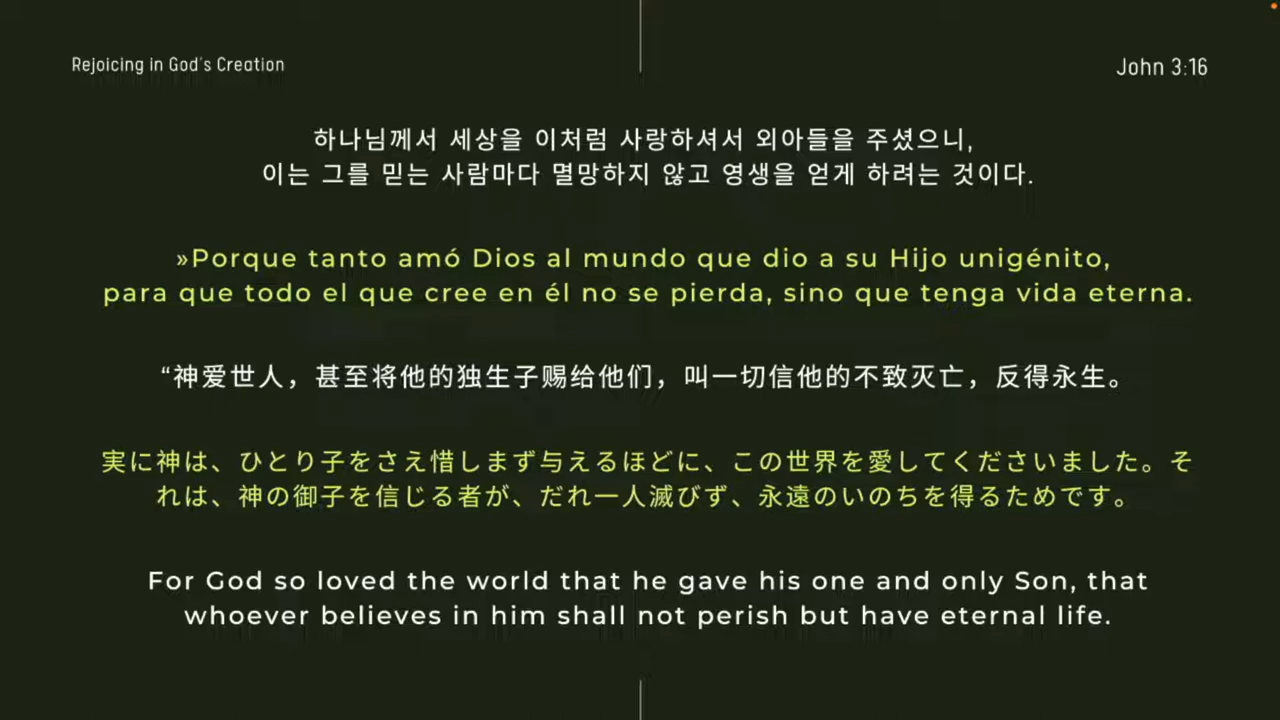 Rejoicing in God's Creation
John 3:16
하나님께서 세상을 이처럼 사랑하셔서 외아들을 주셨으니,
이는 그를 믿는 사람마다 멸망하지 않고 영생을 얻게 하려는 것이다.
»Porque tanto amó Dios al mundo que dio a su Hijo unigénito,
para que todo el que cree en él no se pierda, sino que tenga vida eterna.
“神爱世人，甚至将他的独生子赐给他们，叫一切信他的不致灭亡，反得永生。
実に神は、ひとり子をさえ惜しまず与えるほどに、この世界を愛してくださいました。そ
れは、神の御子を信じる者が、だれ一人滅びず、永遠のいのちを得るためです。
For God so loved the world that he gave his one and only Son, that
whoever believes in him shall not perish but have eternal life.